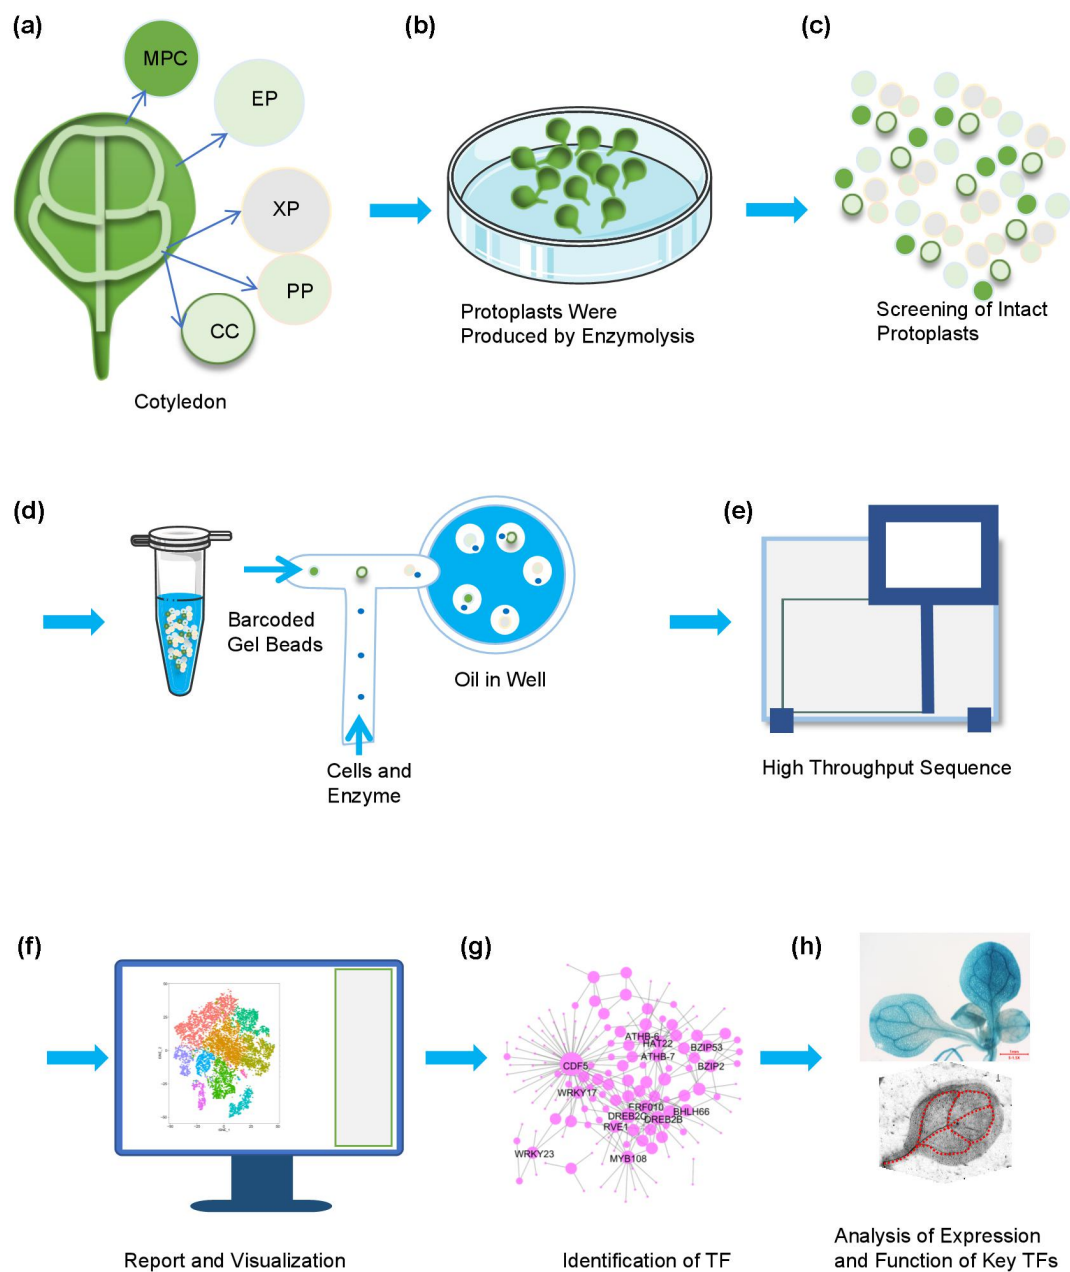 (a)
MPC
EP
XP
PP
CC
Cotyledon
(b)
Protoplasts Were
Produced by Enzymolysis
(c)
Screening of Intact
Protoplasts
(d)
Barcoded
Gel Beads
Oil in Well
Cells and
Enzyme
(e)
High Throughput Sequence
(f)
Report and Visualization
(g)
ATHB-6
HAT22
BZIP53
ATHB-7
CDF5
BZIP2
WRKY17
ERF010
DREB2C
BHLH66
DREB2B
RVE1
WRKY23
MYB108
Identification of TF
(h)
Analysis of Expression
and Function of Key TFs